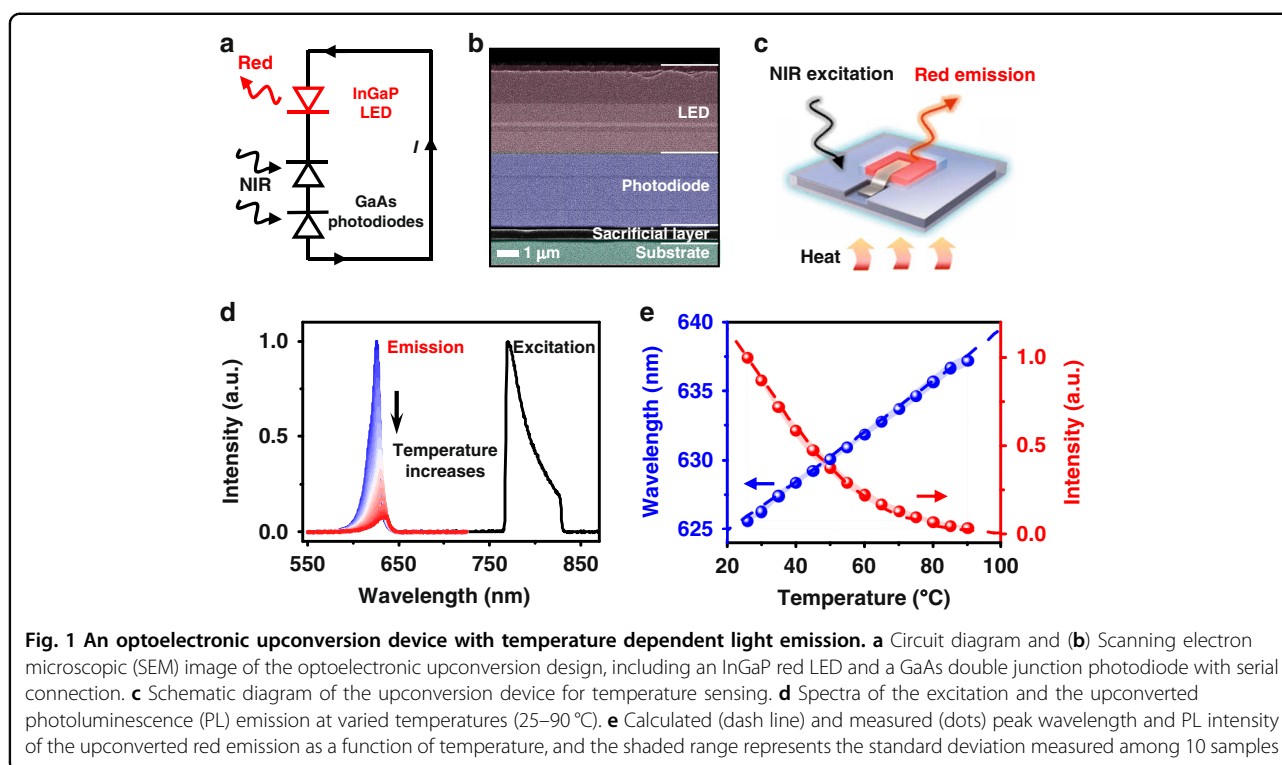 a
Red
InGaP
LED
I
NIR
GaAs
photodiodes
b
LED
Photodiode
Sacrificial layer
Substrate
1 μm
c
NIR excitation
Red emission
Heat
d
Emission
Excitation
Temperature
increases
Intensity (a.u.)
1.0
0.5
0.0
550
650
750
850
Wavelength (nm)
e
Wavelength (nm)
640
635
630
625
1.0
0.5
0.0
Intensity (a.u.)
20
40
60
80
100
Temperature (°C)
Fig. 1 An optoelectronic upconversion device with temperature dependent light emission. a Circuit diagram and (b) Scanning electron
microscopic (SEM) image of the optoelectronic upconversion design, including an InGaP red LED and a GaAs double junction photodiode with serial
connection. c Schematic diagram of the upconversion device for temperature sensing. d Spectra of the excitation and the upconverted
photoluminescence (PL) emission at varied temperatures (25–90 °C). e Calculated (dash line) and measured (dots) peak wavelength and PL intensity
of the upconverted red emission as a function of temperature, and the shaded range represents the standard deviation measured among 10 samples